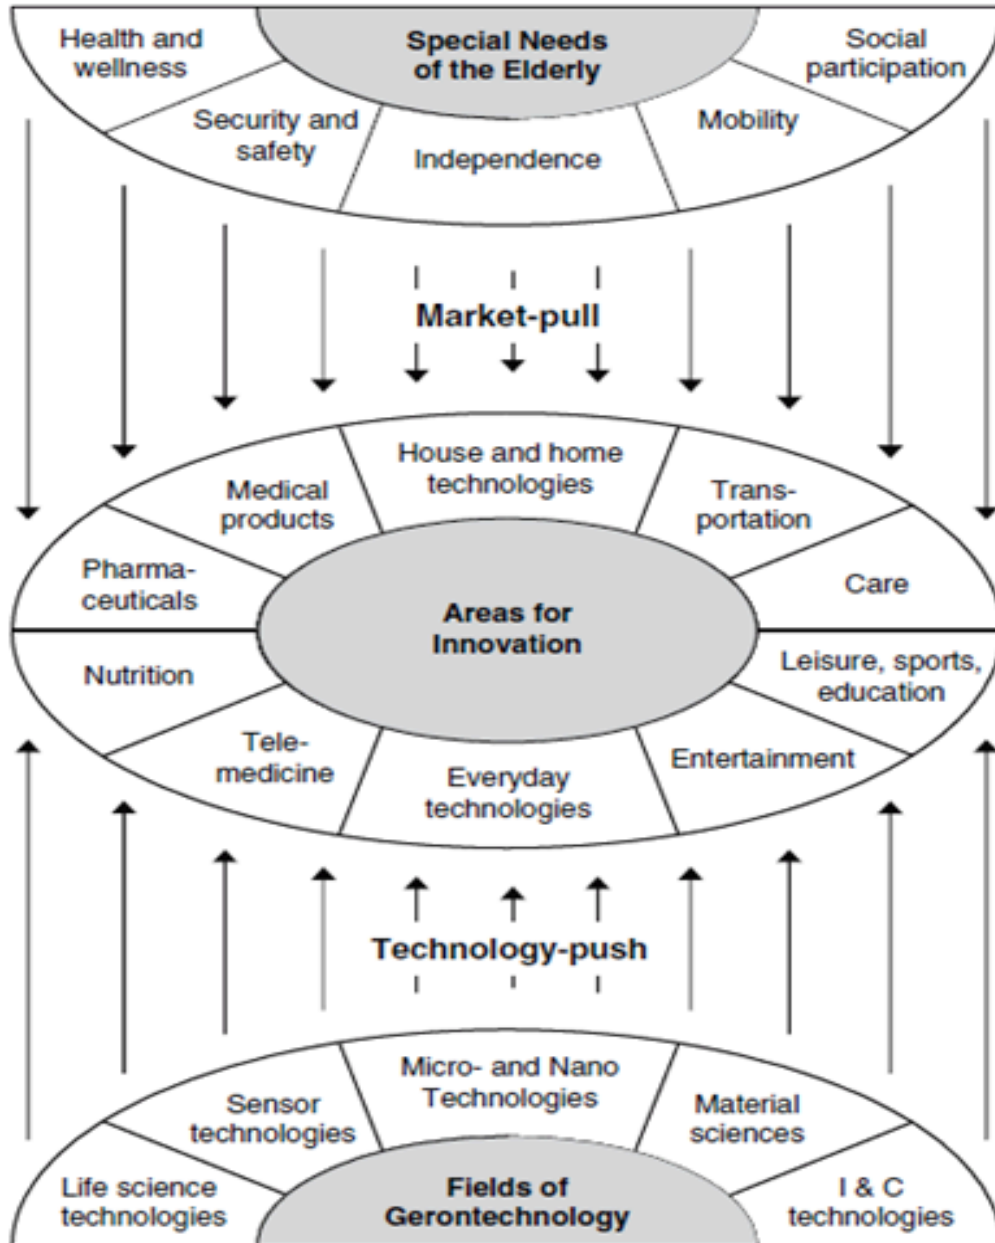 Health and
wellness
Special Needs
of the Elderly
Social
participation
Security and
safety
Independence
Mobility
Market-pull
House and home
technologies
Medical
products
Trans-
portation
Pharma-
ceuticals
Areas for
Innovation
Care
Nutrition
Leisure, sports,
education
Tele-
medicine
Everyday
technologies
Entertainment
Technology-push
Micro- and Nano
Technologies
Sensor
technologies
Material
sciences
Life science
technologies
Fields of
Gerontechnology
I & C
technologies